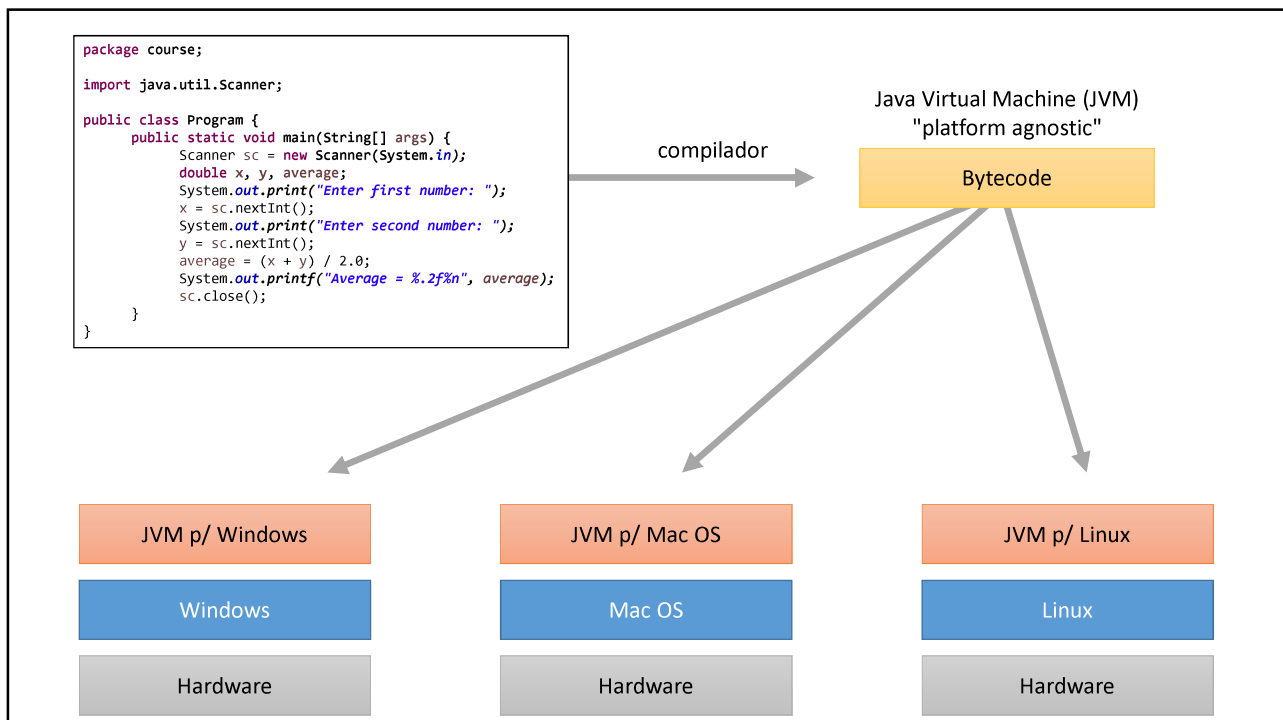 package course;
import java.util.Scanner;
public class Program {
public static void main(String[] args) {
Scanner sc = new Scanner(System.in);
double x, y, average;
System.out.print("Enter first number: ");
x = sc.nextInt();
System.out.print("Enter second number: ");
y = sc.nextInt();
average = (x + y) / 2.0;
System.out.printf("Average = %.2f%n", average);
sc.close();
}
}
compilador
Java Virtual Machine (JVM)
"platform agnostic"
Bytecode
JVM p/ Windows
JVM p/ Mac OS
JVM p/ Linux
Windows
Mac OS
Linux
Hardware
Hardware
Hardware